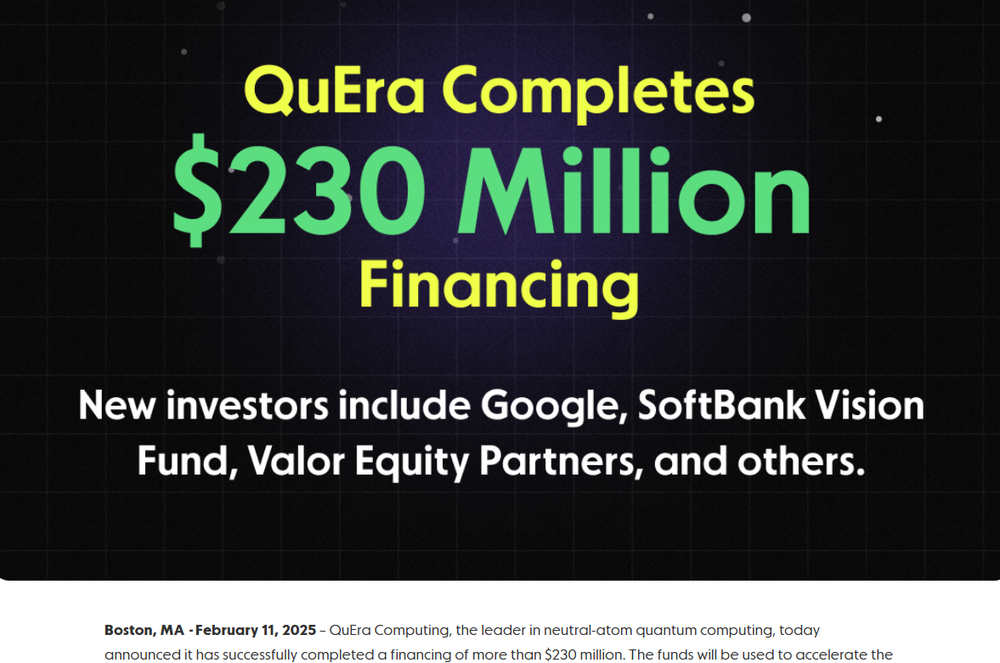 QuEra Completes
$230 Million
Financing
New investors include Google, SoftBank Vision
Fund, Valor Equity Partners, and others.
Boston, MA - February 11, 2025 – QuEra Computing, the leader in neutral-atom quantum computing, today
announced it has successfully completed a financing of more than $230 million. The funds will be used to accelerate the